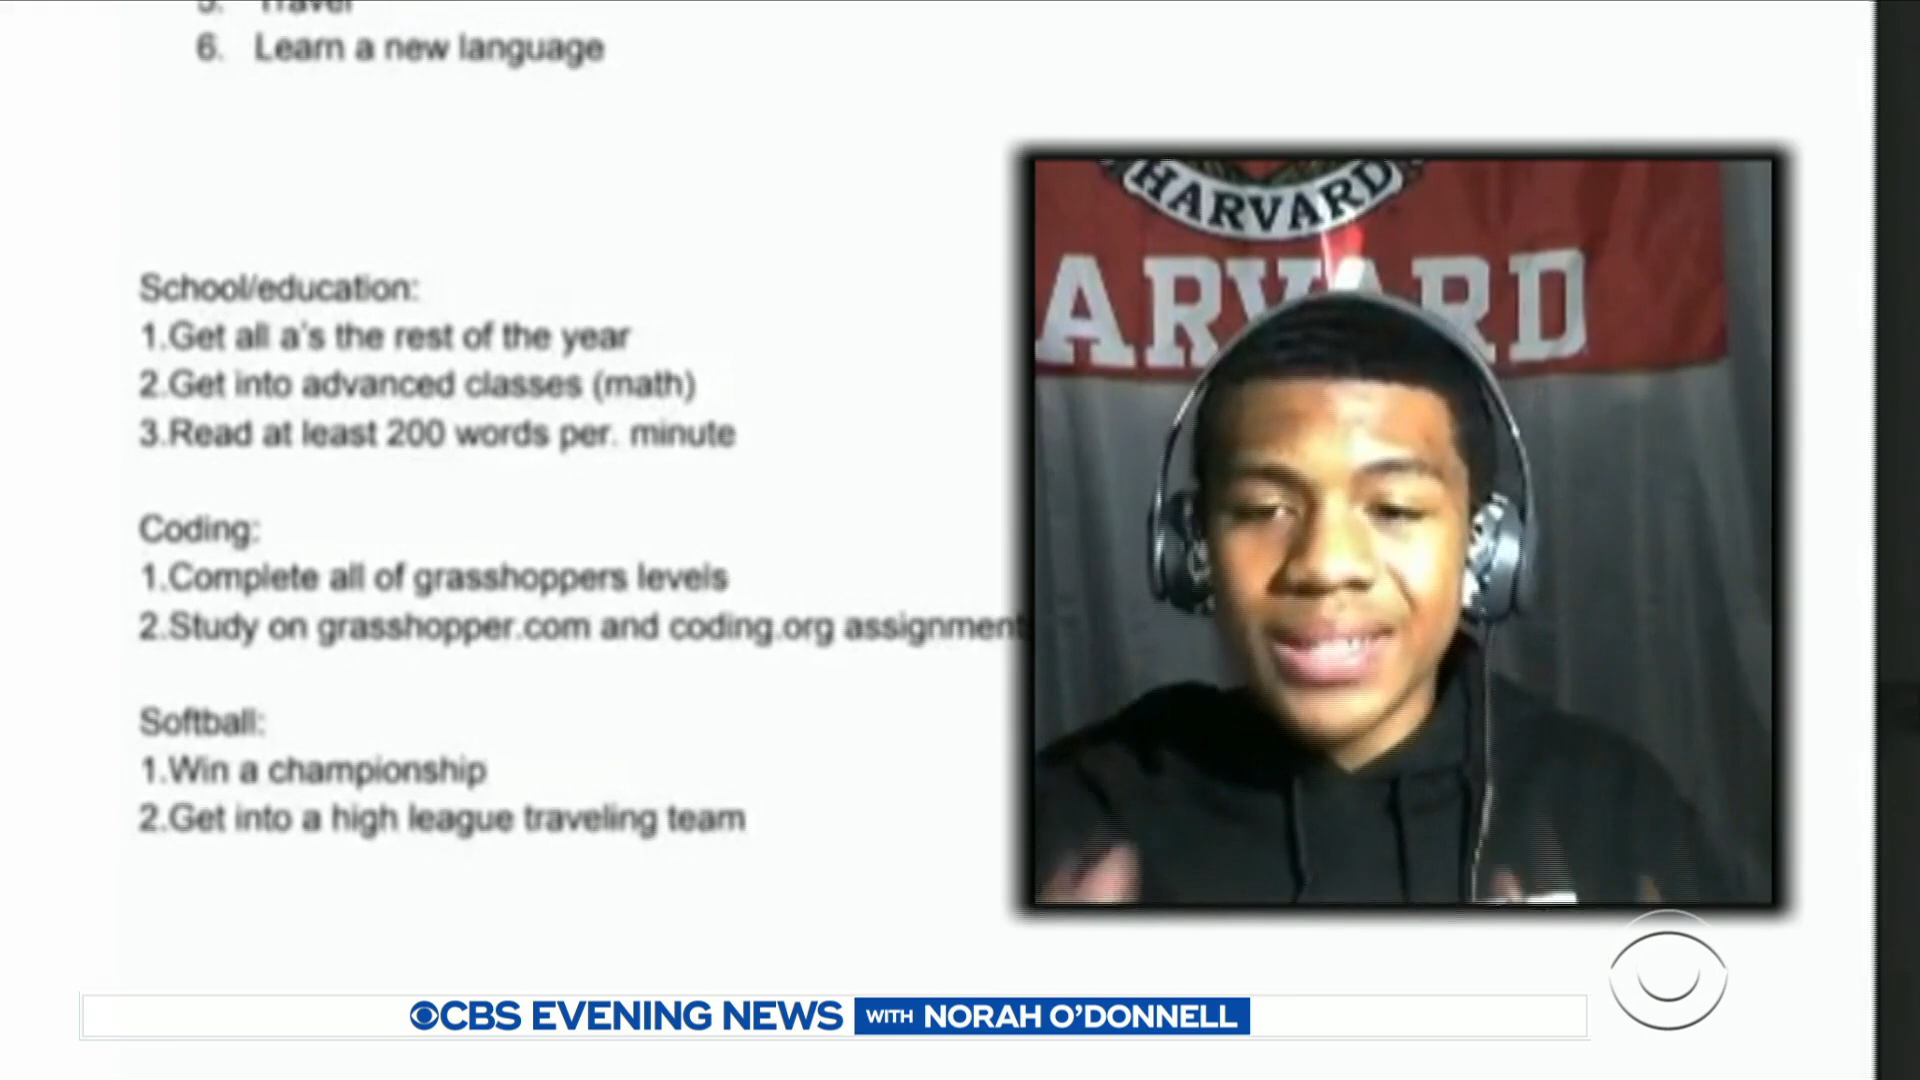 5. Travel
6. Learn a new language
School/education:
1.Get all a's the rest of the year
2.Get into advanced classes (math)
3.Read at least 200 words per. minute
Coding:
1.Complete all of grasshoppers levels
2.Study on grasshopper.com and coding.org assignment
Softball:
1.Win a championship
2.Get into a high league traveling team
HARVARD
ARVARD
CBS EVENING NEWS WITH NORAH O'DONNELL